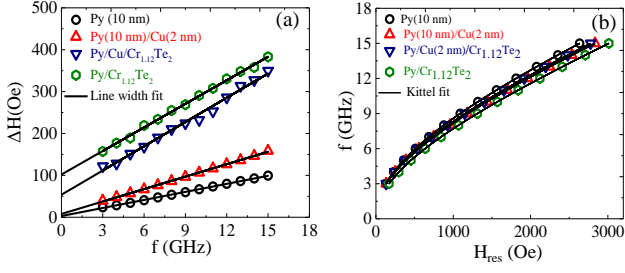 500
400
300
200
100
0
ΔH(Oe)
0 3 6 9 12 15 18
f (GHz)
(a)
Py (10 nm)
Py(10 nm)/Cu(2 nm)
Py/Cu/Cr1.12Te2
Py/Cr1.12Te2
Line width fit
18
15
12
9
6
3
0
f (GHz)
0 1000 2000 3000
Hres (Oe)
(b)
Py(10 nm)
Py(10 nm)/Cu(2 nm)
Py/Cu(2 nm)/Cr1.12Te2
Py/Cr1.12Te2
Kittel fit